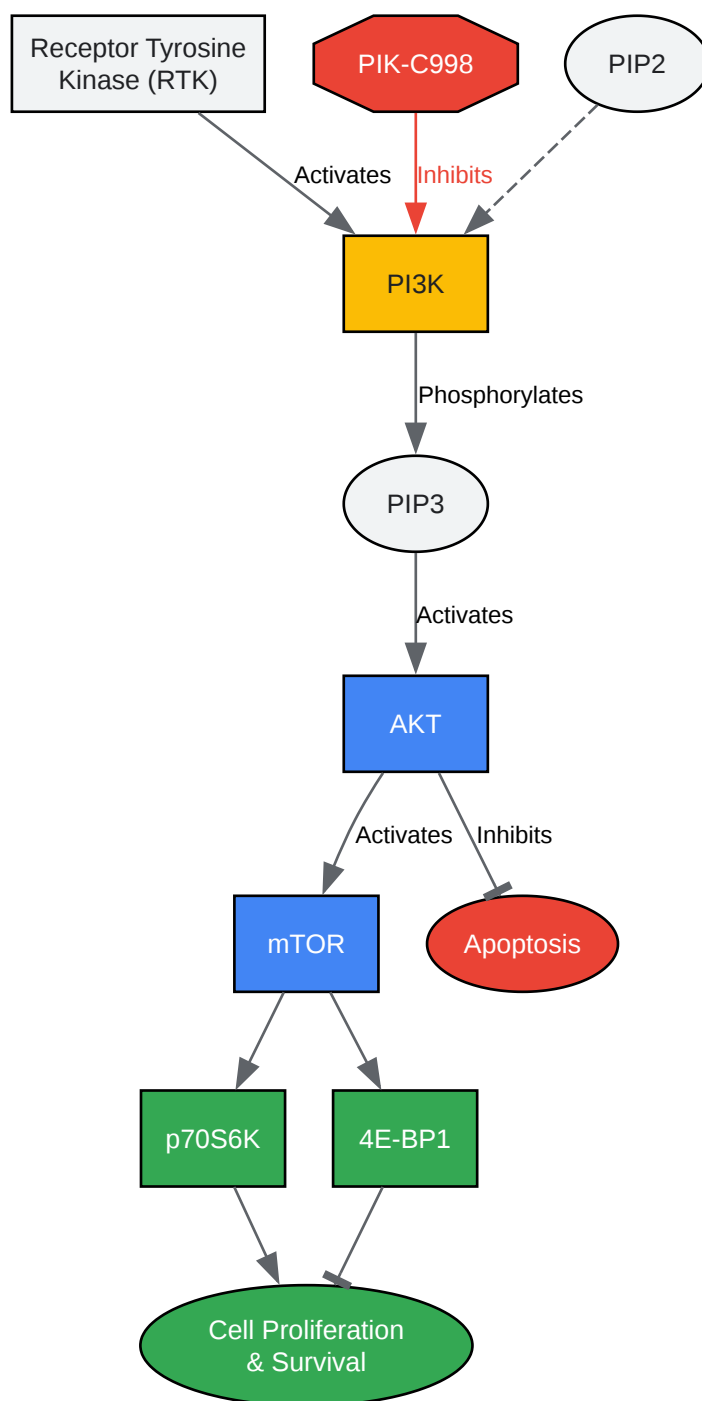 Receptor Tyrosine
Kinase (RTK)
PIK-C998
PIP2
Activates
Inhibits
PI3K
Phosphorylates
PIP3
Activates
AKT
Activates
Inhibits
mTOR
Apoptosis
p70S6K
4E-BP1
Cell Proliferation
& Survival